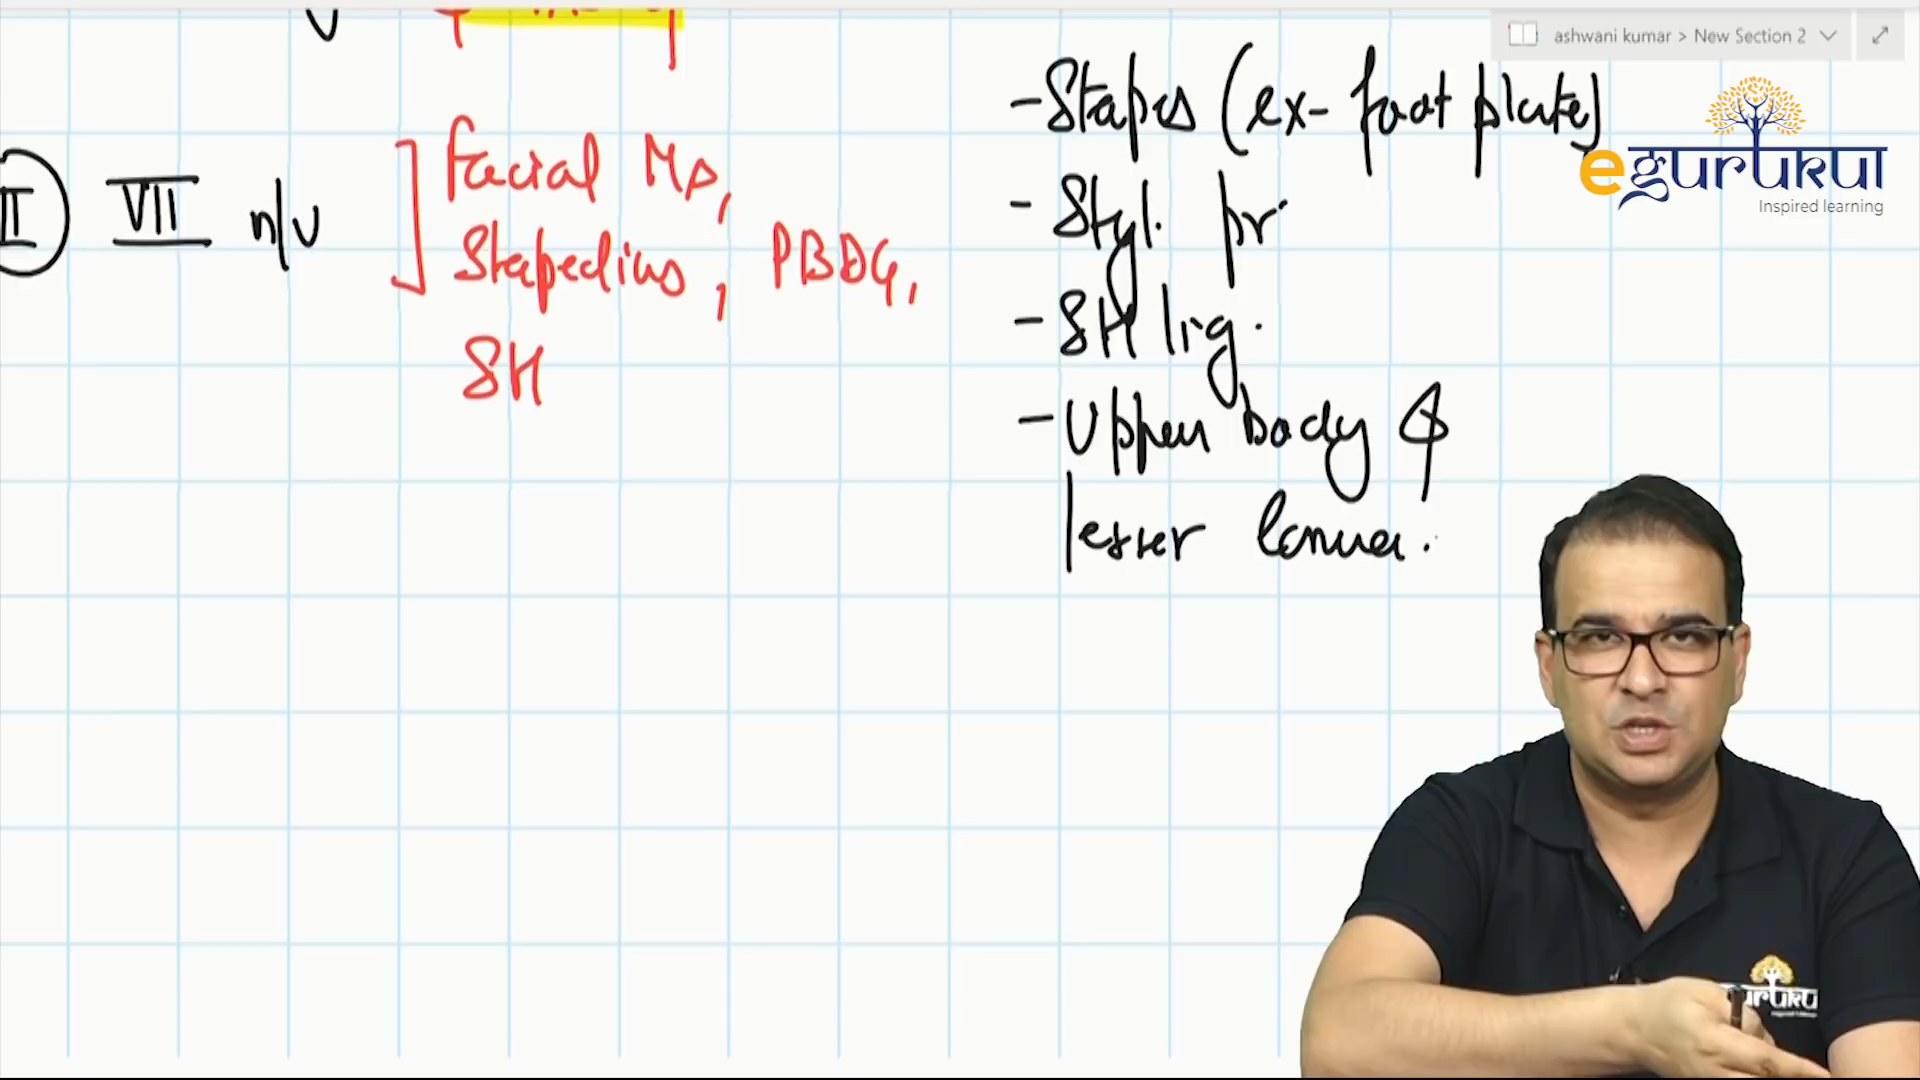 ashwani kumar > New Section 2
egurukul
Inspired learning
II VII n/v
Facial Ms,
Stapedius, PBDG,
SH
- Stapes (ex- foot plate)
- Styl. pr
- SH lig.
- Upper body &
lesser cornua.